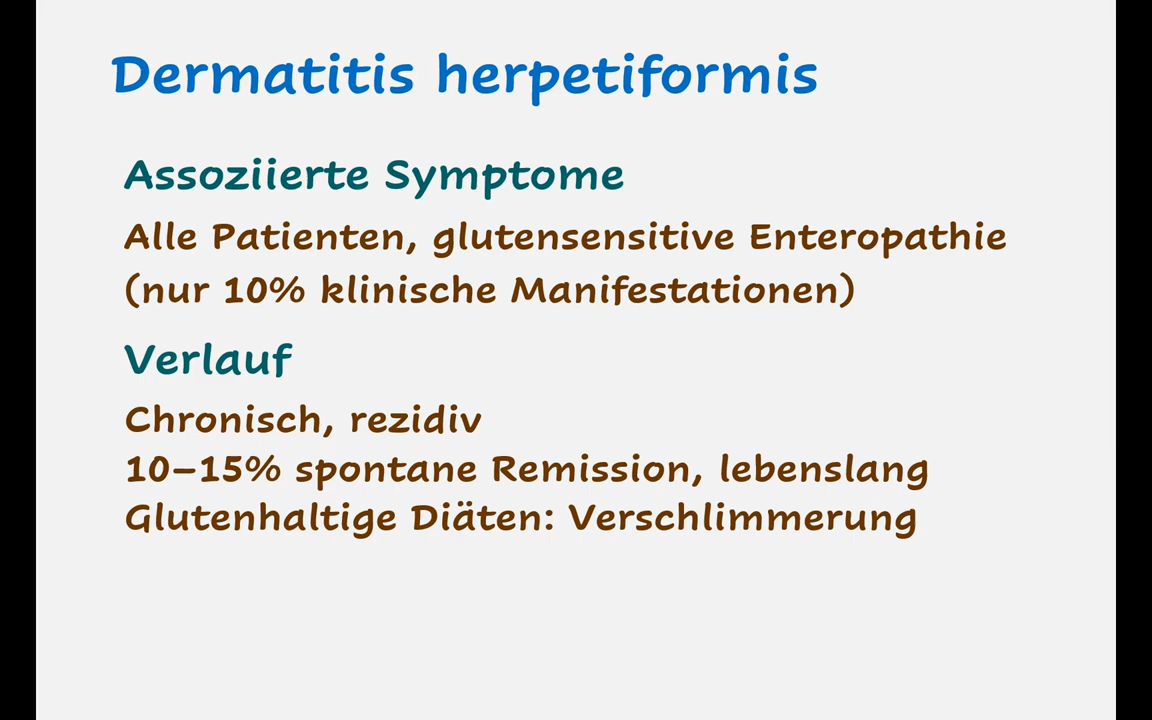 Dermatitis herpetiformis
Assoziierte Symptome
Alle Patienten, glutensensitive Enteropathie
(nur 10% klinische Manifestationen)
Verlauf
Chronisch, rezidiv
10–15% spontane Remission, lebenslang
Glutenhaltige Diäten: Verschlimmerung